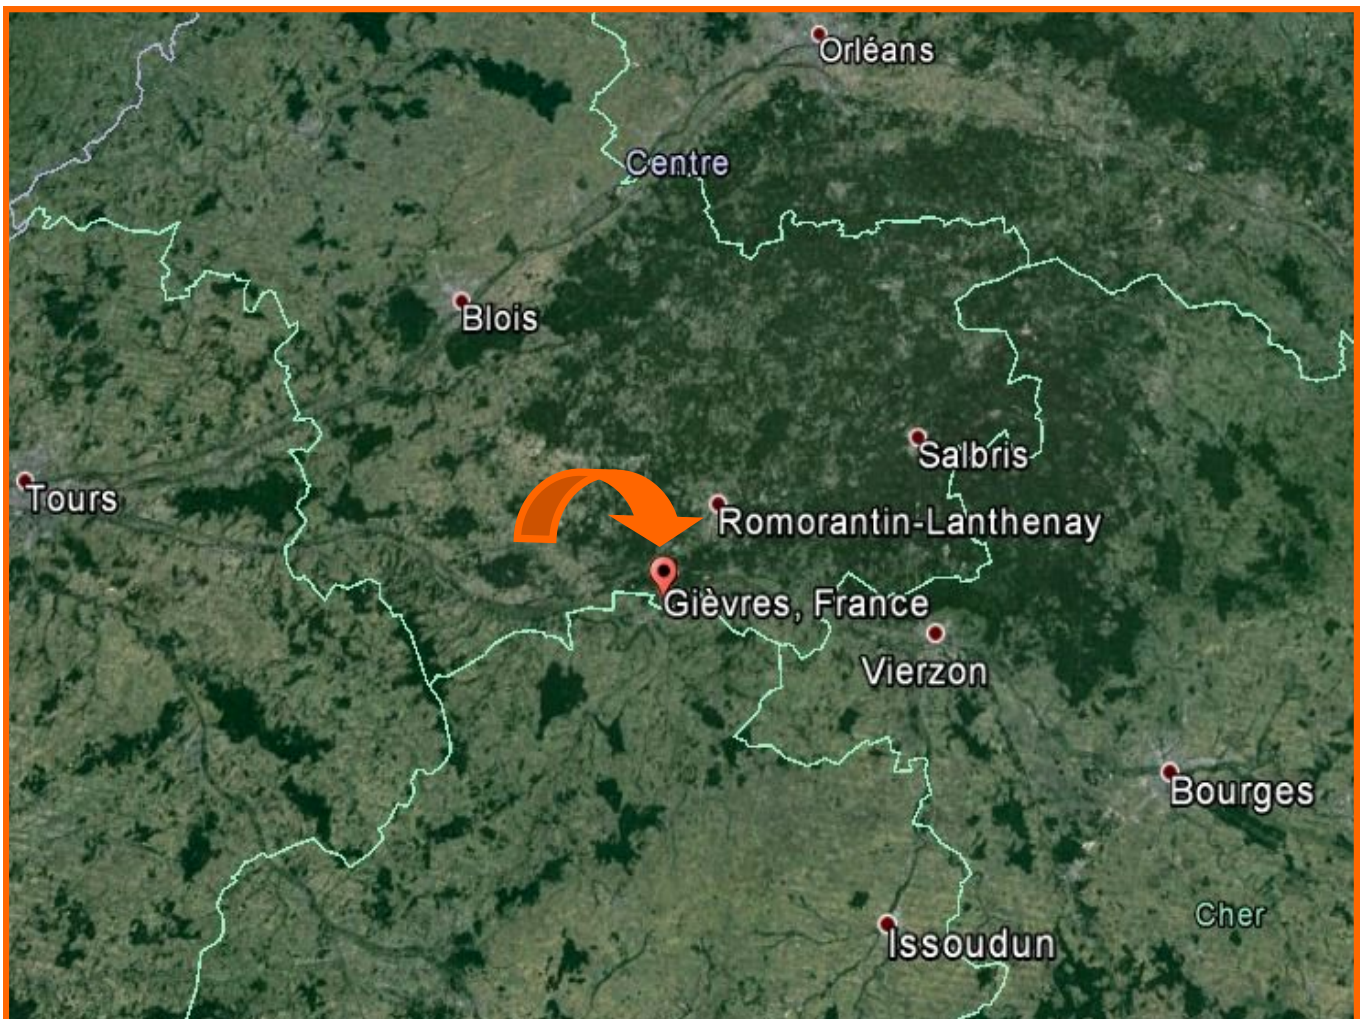 Orléans
Centre
Blois
Salbris
Tours
Romorantin-Lanthenay
Gièvres, France
Vierzon
Bourges
Cher
Issoudun